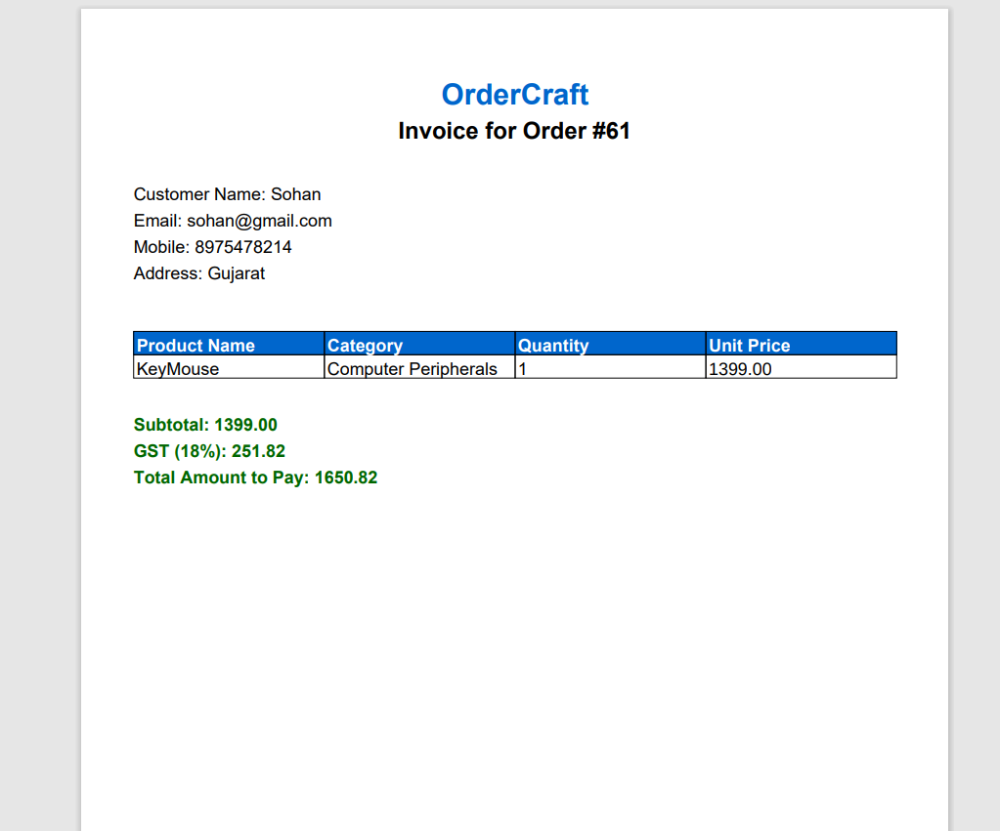 OrderCraft
Invoice for Order #61
Customer Name: Sohan
Email: sohan@gmail.com
Mobile: 8975478214
Address: Gujarat
Product Name Category Quantity Unit Price
KeyMouse Computer Peripherals 1 1399.00
Subtotal: 1399.00
GST (18%): 251.82
Total Amount to Pay: 1650.82